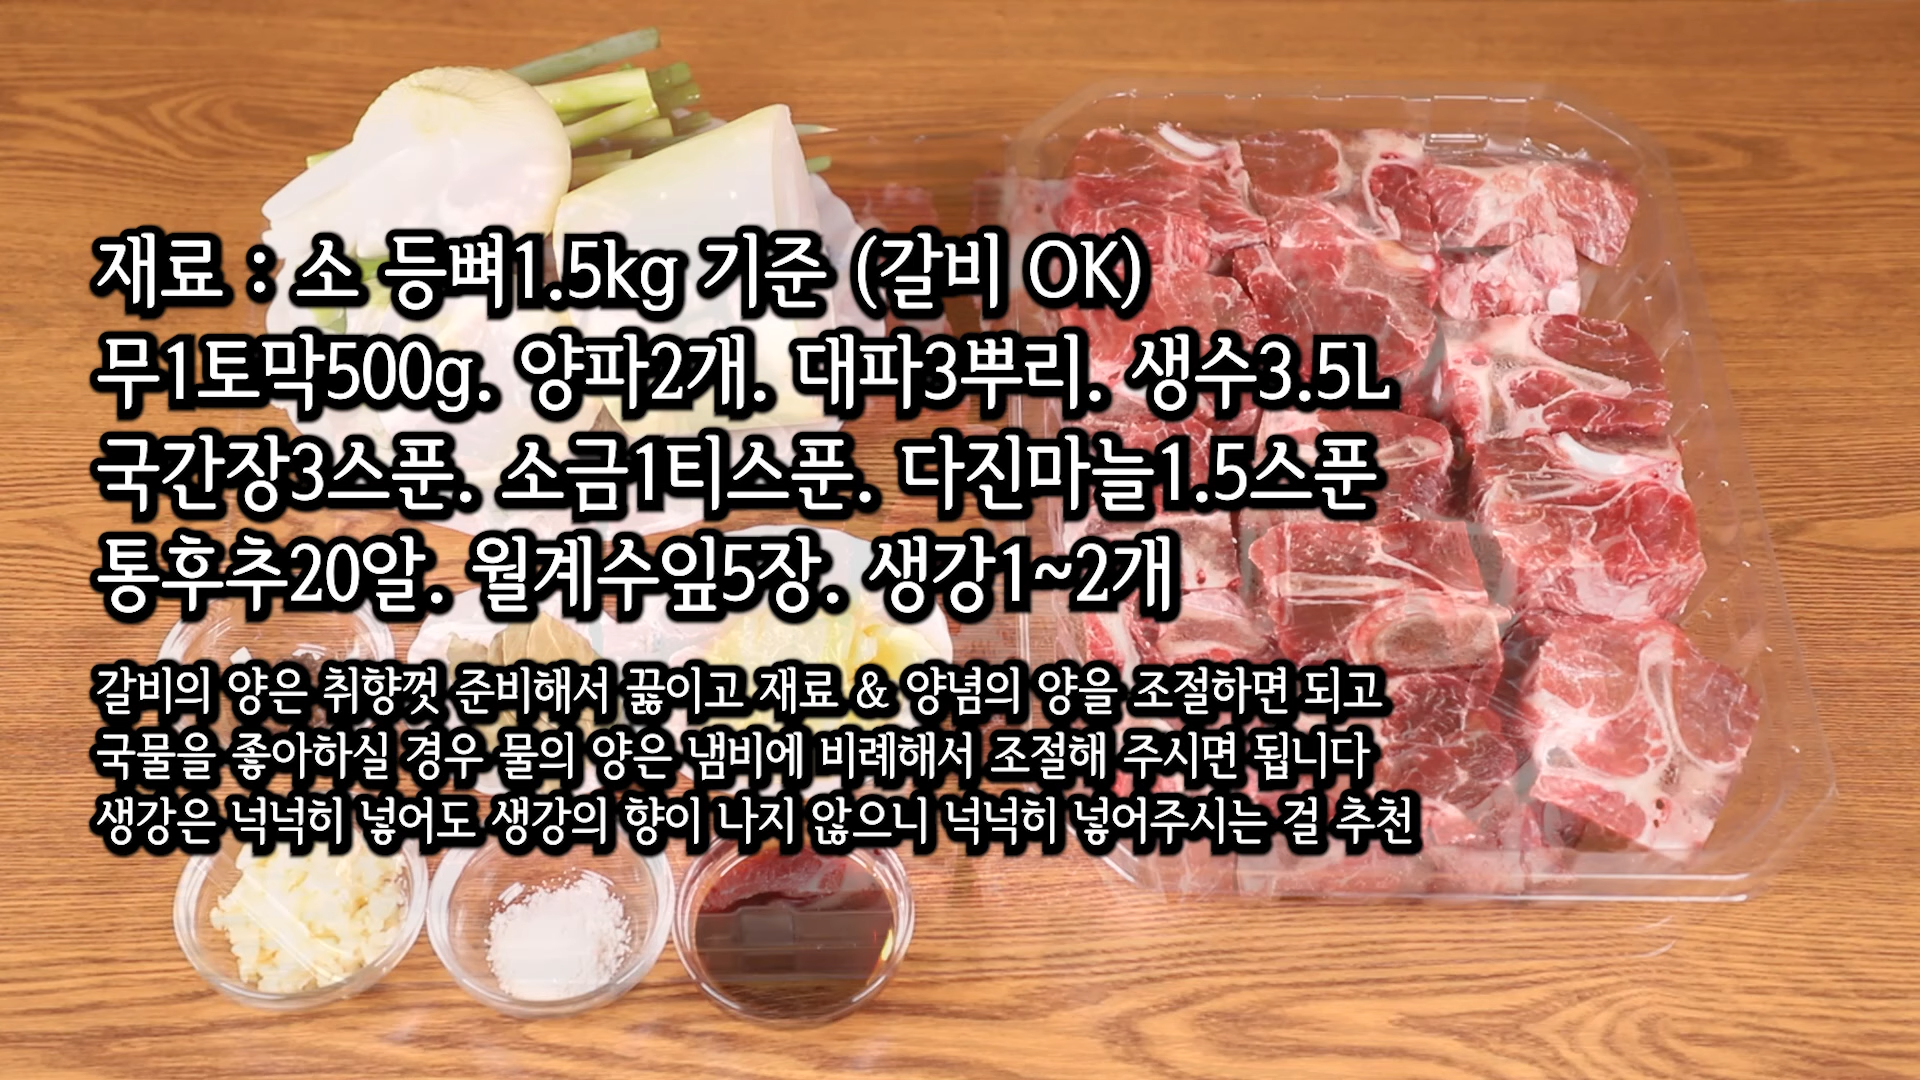 재료 : 소 등뼈1.5kg 기준 (갈비 OK)
무1토막500g. 양파2개. 대파3뿌리. 생수3.5L
국간장3스푼. 소금1티스푼. 다진마늘1.5스푼
통후추20알. 월계수잎5장. 생강1~2개
갈비의 양은 취향껏 준비해서 끓이고 재료 & 양념의 양을 조절하면 되고
국물을 좋아하실 경우 물의 양은 냄비에 비례해서 조절해 주시면 됩니다
생강은 넉넉히 넣어도 생강의 향이 나지 않으니 넉넉히 넣어주시는 걸 추천